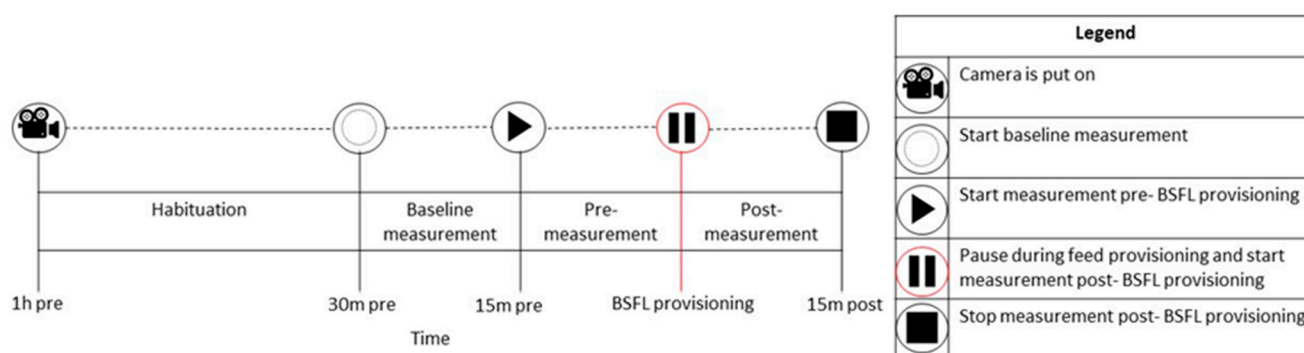 Habituation
Baseline
measurement
Pre-
measurement
Post-
measurement
1h pre
30m pre
15m pre
BSFL provisioning
15m post
Time
Legend
Camera is put on
Start baseline measurement
Start measurement pre- BSFL provisioning
Pause during feed provisioning and start
measurement post- BSFL provisioning
Stop measurement post- BSFL provisioning